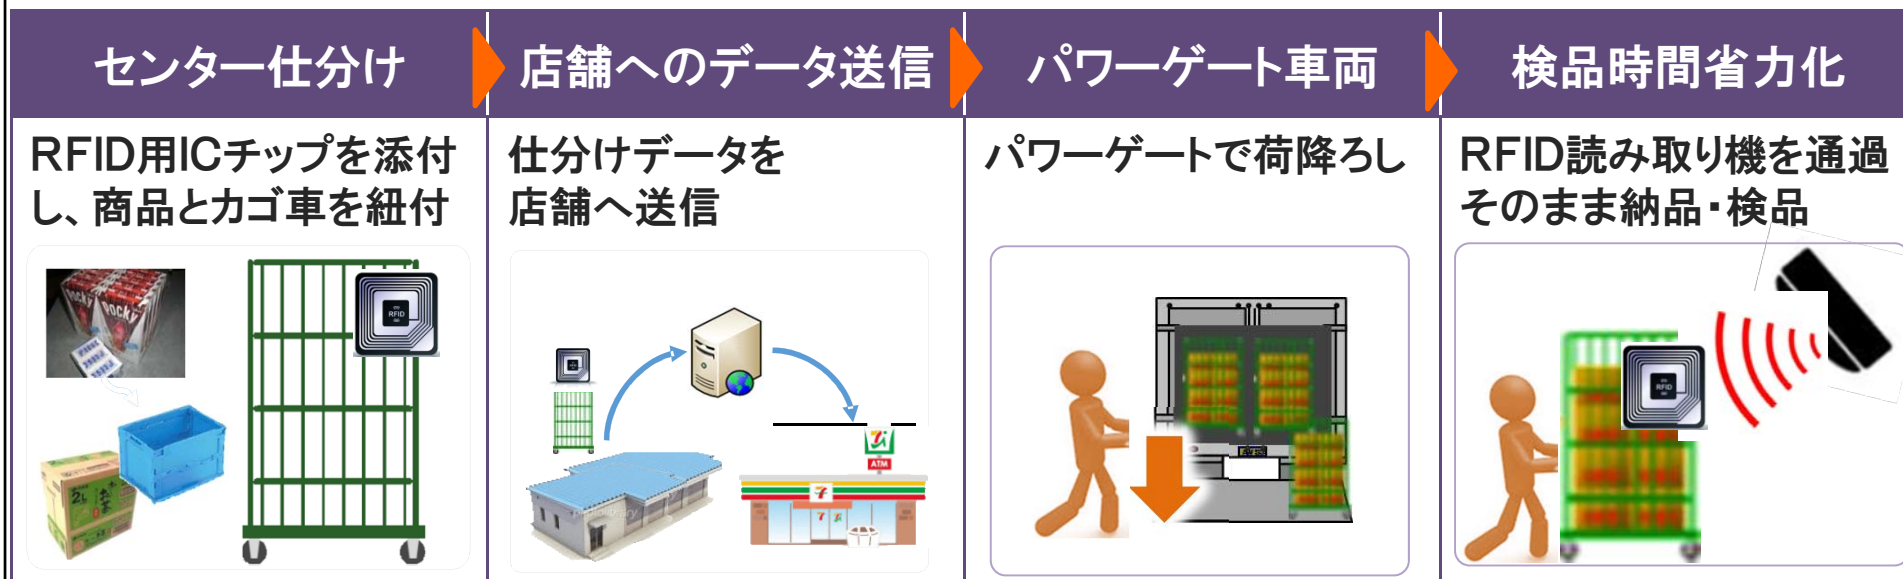 センター仕分け
店舗へのデータ送信
パワーゲート車両
検品時間省力化
RFID用ICチップを添付
し、商品とカゴ車を紐付
仕分けデータを
店舗へ送信
パワーゲートで荷降ろし
RFID読み取り機を通過
そのまま納品・検品
POCKY
RFID
2L
お茶
ATM
7
RFID